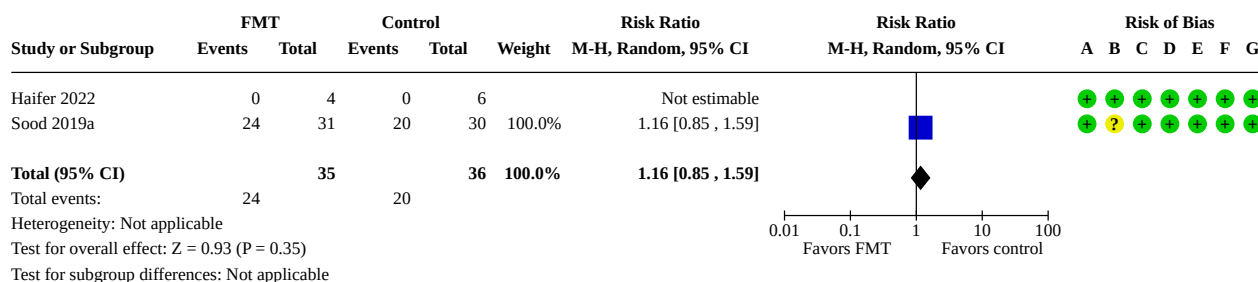 FMT Control Risk Ratio Risk Ratio Risk of Bias
Study or Subgroup Events Total Events Total Weight M-H, Random, 95% CI M-H, Random, 95% CI A B C D E F G
Haifer 2022 0 4 0 6 Not estimable + + + + + + +
Sood 2019a 24 31 20 30 100.0% 1.16 [0.85 , 1.59] + ? + + + + +
Total (95% CI) 35 36 100.0% 1.16 [0.85 , 1.59]
Total events: 24 20
Heterogeneity: Not applicable
0.01 0.1 1 10 100
Test for overall effect: Z = 0.93 (P = 0.35) Favors FMT Favors control
Test for subgroup differences: Not applicable